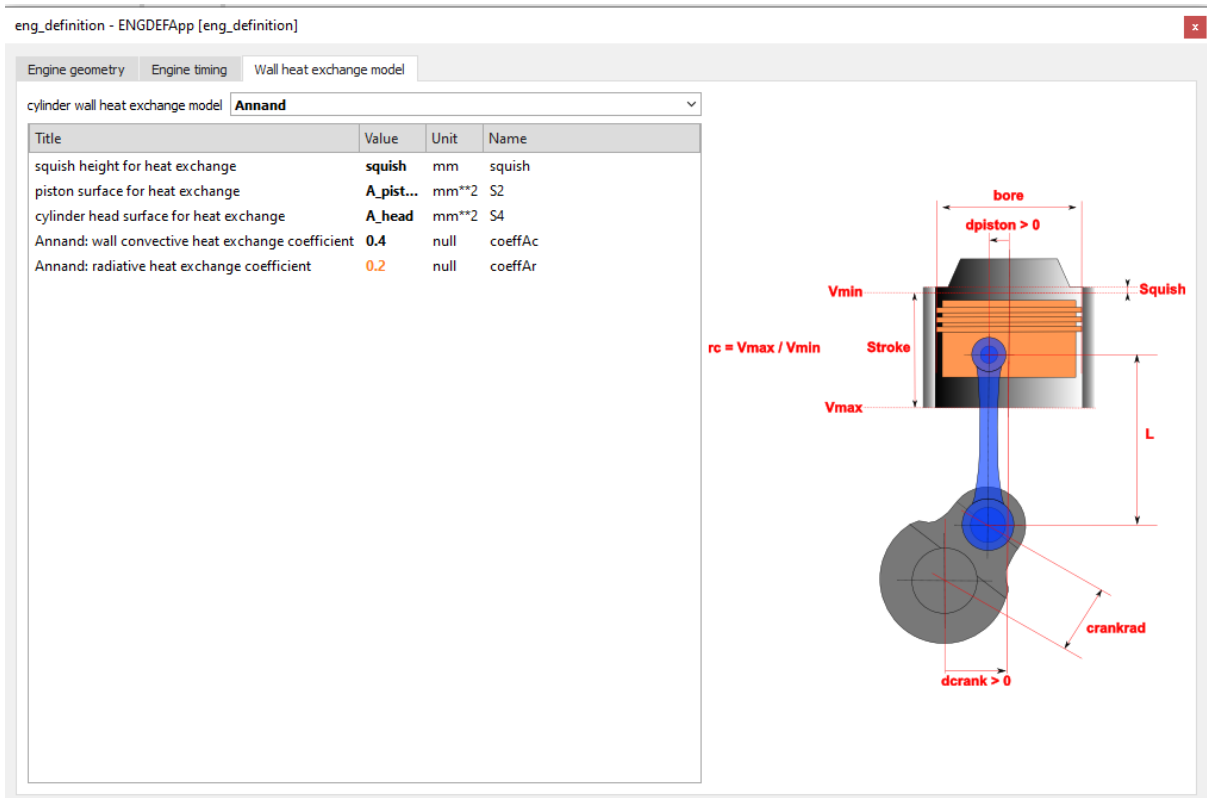 eng_definition - ENGDEFApp [eng_definition]
x
Engine geometry Engine timing Wall heat exchange model
cylinder wall heat exchange model Annand
Title Value Unit Name
squish height for heat exchange squish mm squish
piston surface for heat exchange A_pist... mm**2 S2
cylinder head surface for heat exchange A_head mm**2 S4
Annand: wall convective heat exchange coefficient 0.4 null coeffAc
Annand: radiative heat exchange coefficient 0.2 null coeffAr
bore
dpiston > 0
Vmin
Squish
rc = Vmax / Vmin
Stroke
Vmax
L
crankrad
dcrank > 0